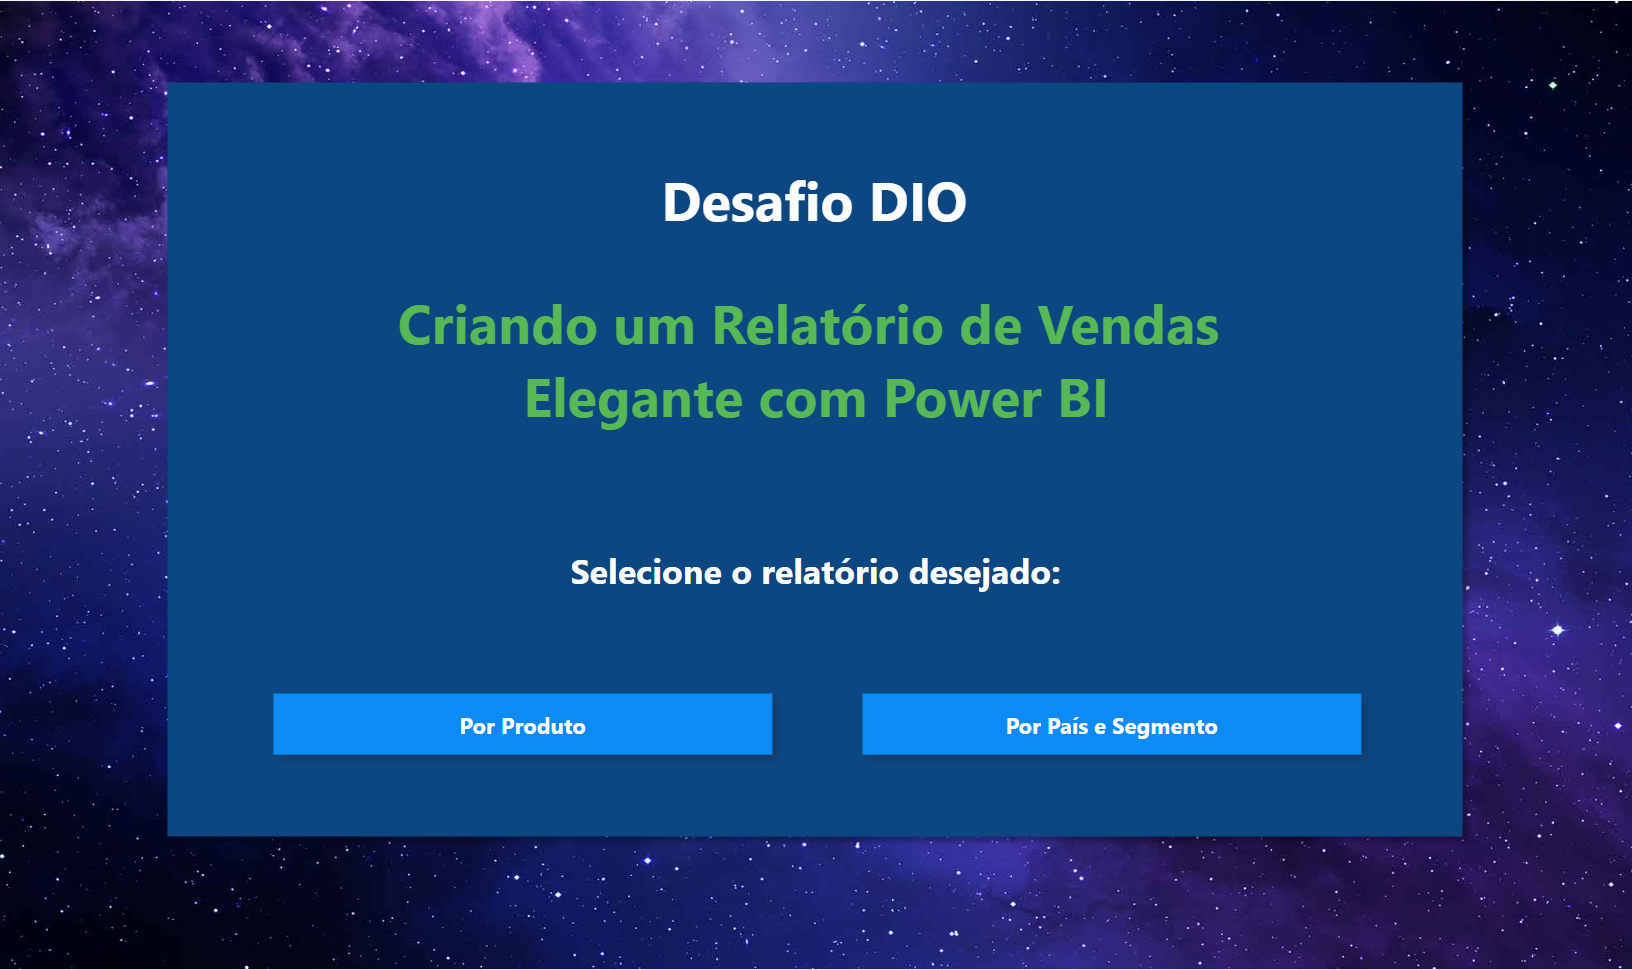 Desafio DIO
Criando um Relatório de Vendas
Elegante com Power BI
Selecione o relatório desejado:
Por Produto
Por País e Segmento